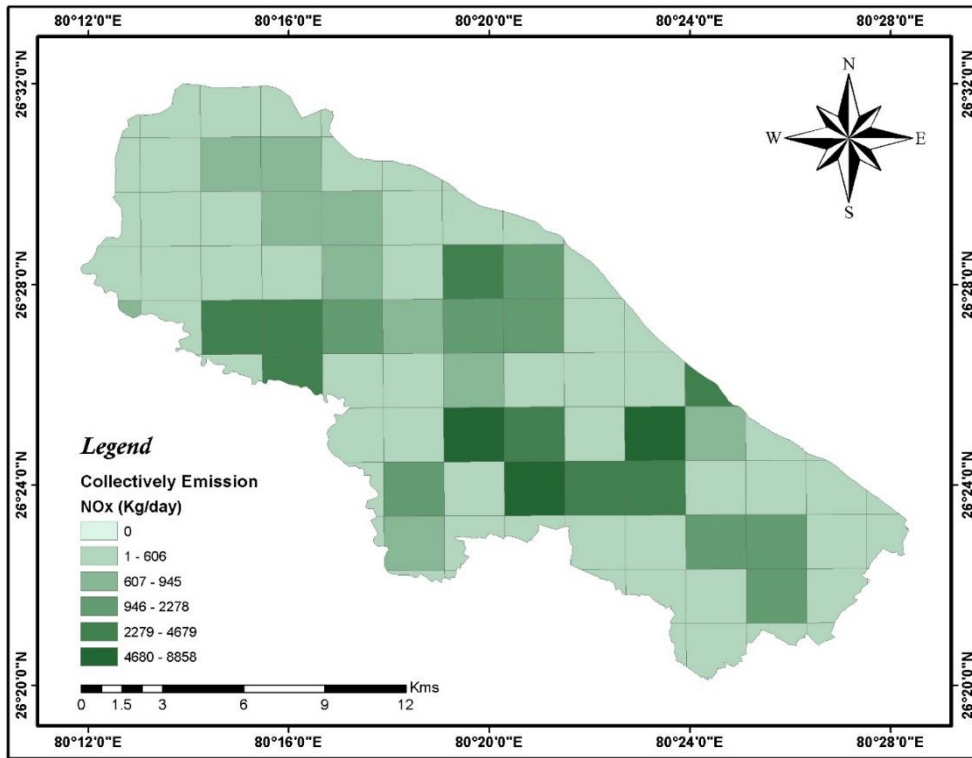 80°12'0"E 80°16'0"E 80°20'0"E 80°24'0"E 80°28'0"E
26°32'0"N 26°32'0"N
N
W E
S
26°28'0"N 26°28'0"N
26°24'0"N 26°24'0"N
Legend
Collectively Emission
NOx (Kg/day)
0
1 - 606
607 - 945
946 - 2278
2279 - 4679
4680 - 8858
Kms
0 1.5 3 6 9 12
26°20'0"N 26°20'0"N
80°12'0"E 80°16'0"E 80°20'0"E 80°24'0"E 80°28'0"E